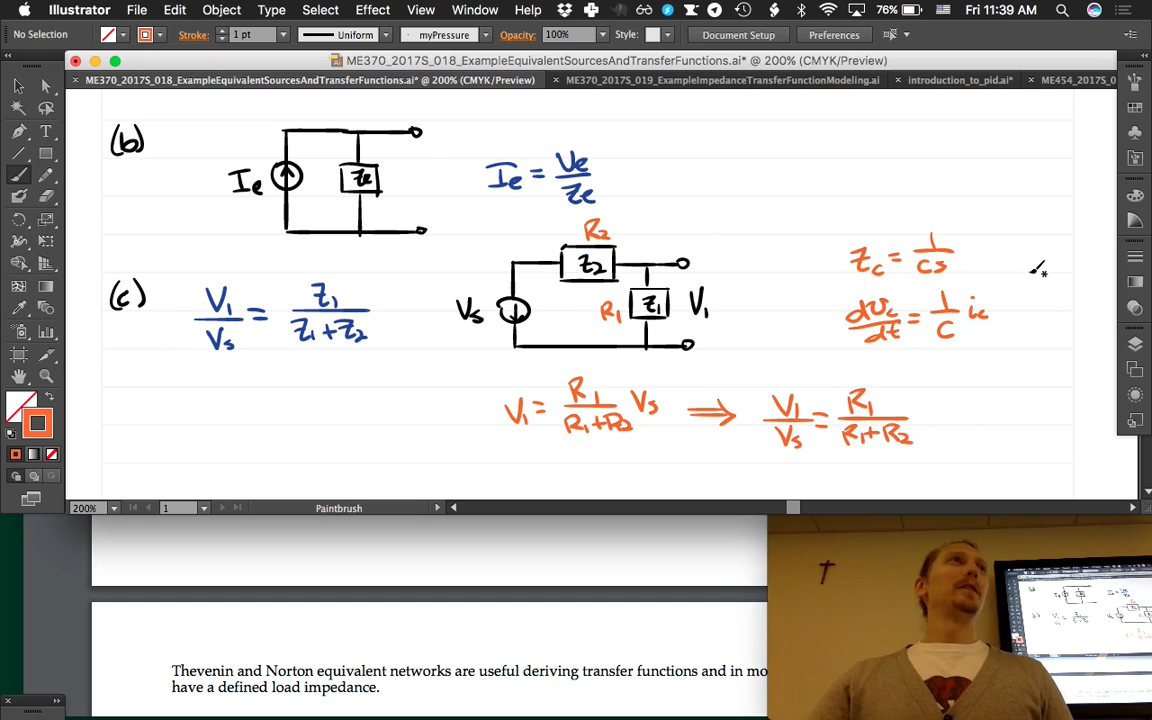 Illustrator File Edit Object Type Select Effect View Window Help 76% Fri 11:39 AM
No Selection Stroke: 1 pt Uniform myPressure Opacity: 100% Style: Document Setup Preferences
ME370_2017S_018_ExampleEquivalentSourcesAndTransferFunctions.ai* @ 200% (CMYK/Preview)
× ME370_2017S_018_ExampleEquivalentSourcesAndTransferFunctions.ai* @ 200% (CMYK/Preview) × ME370_2017S_019_ExampleImpedanceTransferFunctionModeling.ai × introduction_to_pid.ai* × ME454_2017S_0
(b)
Ie
Ze
Ie = Ve/Ze
R2
Z2
Zc = 1/Cs
(c)
V1/Vs = Z1/(Z1+Z2)
Vs
R1
Z1
V1
dvc/dt = 1/C ic
V1 = R1/(R1+R2) Vs ⟹ V1/Vs = R1/(R1+R2)
200% 1 Paintbrush
Thevenin and Norton equivalent networks are useful deriving transfer functions and in mo
have a defined load impedance.